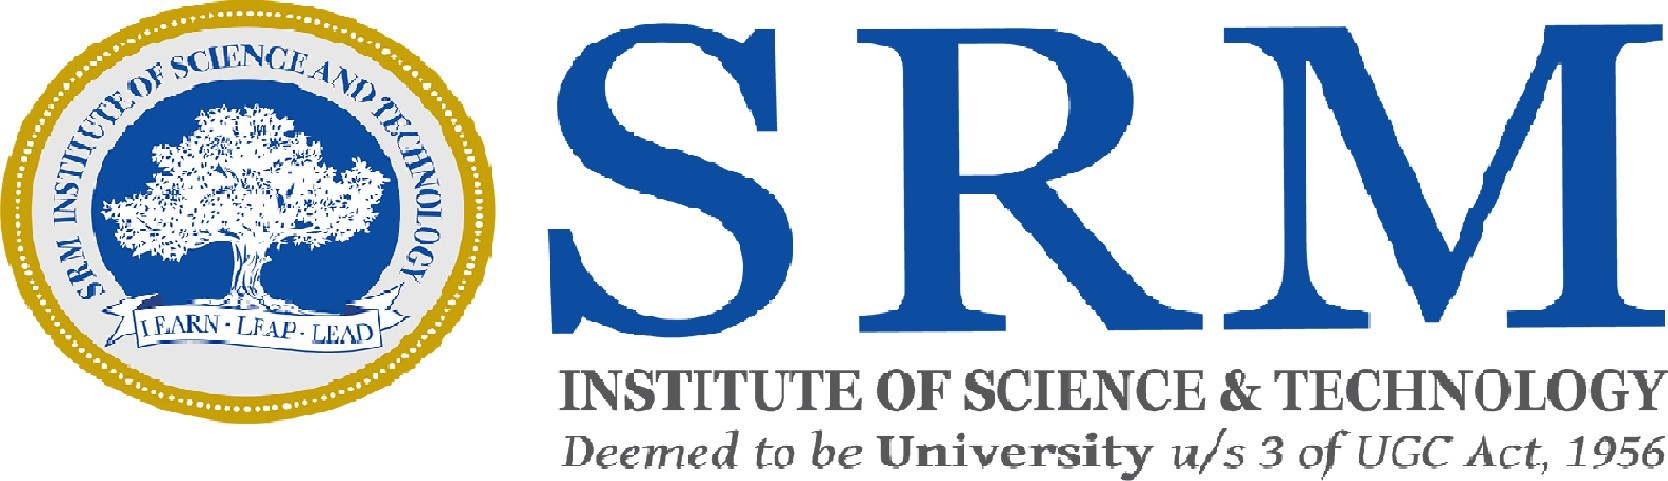 SRM INSTITUTE OF SCIENCE AND TECHNOLOGY
LEARN · LEAP · LEAD
SRM
INSTITUTE OF SCIENCE & TECHNOLOGY
Deemed to be University u/s 3 of UGC Act, 1956